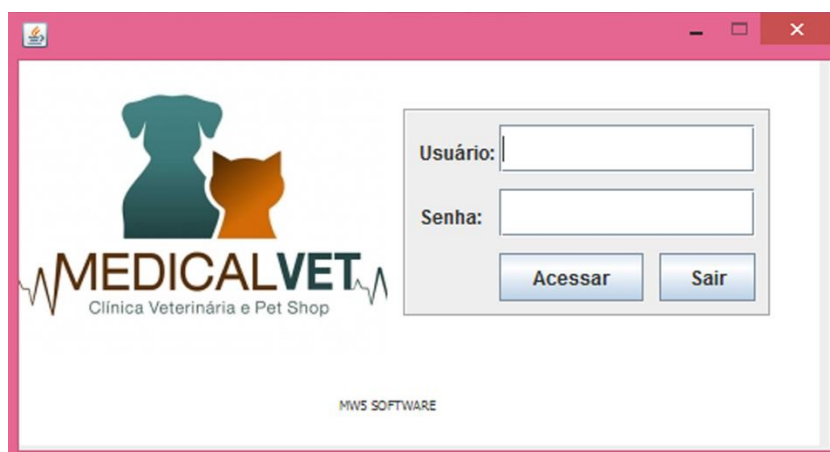 MEDICALVET
Clínica Veterinária e Pet Shop
Usuário:
Senha:
Acessar Sair
MWS SOFTWARE